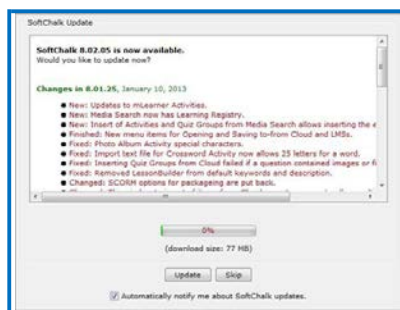 SoftChalk Update
SoftChalk 8.02.05 is now available.
Would you like to update now?
Changes in 8.01.25, January 10, 2013
● New: Updates to mLearner Activities.
● New: Media Search now has Learning Registry.
● New: Insert of Activities and Quiz Groups from Media Search allows inserting the e
● Finished: New menu items for Opening and Saving to-from Cloud and LMSs.
● Fixed: Photo Album Activity special characters.
● Fixed: Import text file for Crossword Activity now allows 25 letters for a word.
● Fixed: Inserting Quiz Groups from Cloud failed if a question contained images or f
● Fixed: Removed LessonBuilder from default keywords and description.
● Changed: SCORM options for packageing are put back.
0%
(download size: 77 MB)
Update Skip
Automatically notify me about SoftChalk updates.